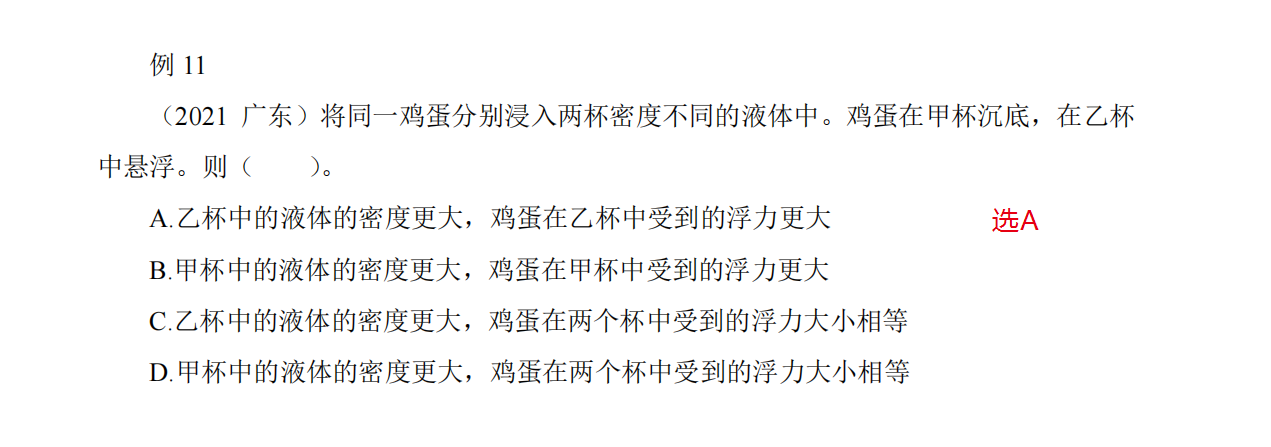 例 11
（2021 广东）将同一鸡蛋分别浸入两杯密度不同的液体中。鸡蛋在甲杯沉底，在乙杯
中悬浮。则（　　）。
A.乙杯中的液体的密度更大，鸡蛋在乙杯中受到的浮力更大　　选A
B.甲杯中的液体的密度更大，鸡蛋在甲杯中受到的浮力更大
C.乙杯中的液体的密度更大，鸡蛋在两个杯中受到的浮力大小相等
D.甲杯中的液体的密度更大，鸡蛋在两个杯中受到的浮力大小相等